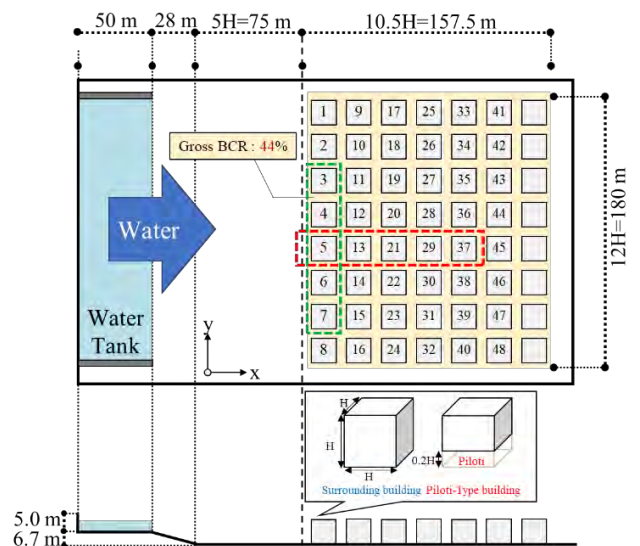 50 m 28 m 5H=75 m 10.5H=157.5 m
1 9 17 25 33 41
2 10 18 26 34 42
Gross BCR : 44%
3 11 19 27 35 43
4 12 20 28 36 44
Water
5 13 21 29 37 45
6 14 22 30 38 46
7 15 23 31 39 47
8 16 24 32 40 48
12H=180 m
Water
Tank
y
x
H
H
H
0.2H
Piloti
Surrounding building Piloti-Type building
5.0 m
6.7 m